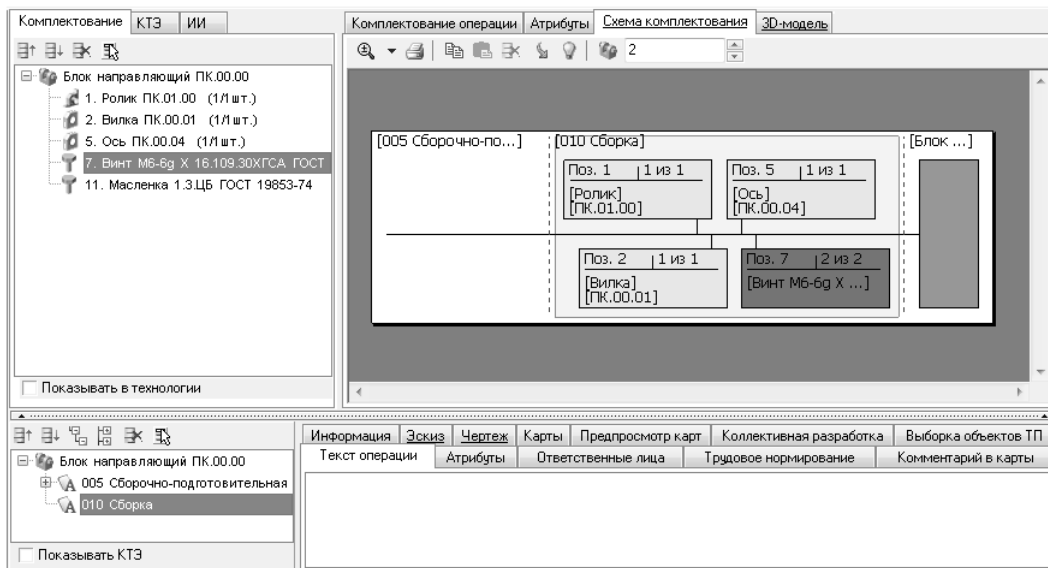 Комплектование КТЭ ИИ
Блок направляющий ПК.00.00
1. Ролик ПК.01.00 (1/1 шт.)
2. Вилка ПК.00.01 (1/1 шт.)
5. Ось ПК.00.04 (1/1 шт.)
7. Винт М6-6g X 16.109.30ХГСА ГОСТ
11. Масленка 1.3.ЦБ ГОСТ 19853-74
Показывать в технологии
Комплектование операции Атрибуты Схема комплектования 3D-модель
2
[005 Сборочно-по...] [010 Сборка] [Блок ...]
Поз. 1 1 из 1
[Ролик]
[ПК.01.00]
Поз. 5 1 из 1
[Ось]
[ПК.00.04]
Поз. 2 1 из 1
[Вилка]
[ПК.00.01]
Поз. 7 2 из 2
[Винт М6-6g X ...]
Блок направляющий ПК.00.00
005 Сборочно-подготовительная
010 Сборка
Показывать КТЭ
Информация Эскиз Чертеж Карты Предпросмотр карт Коллективная разработка Выборка объектов ТП
Текст операции Атрибуты Ответственные лица Трудовое нормирование Комментарий в карты